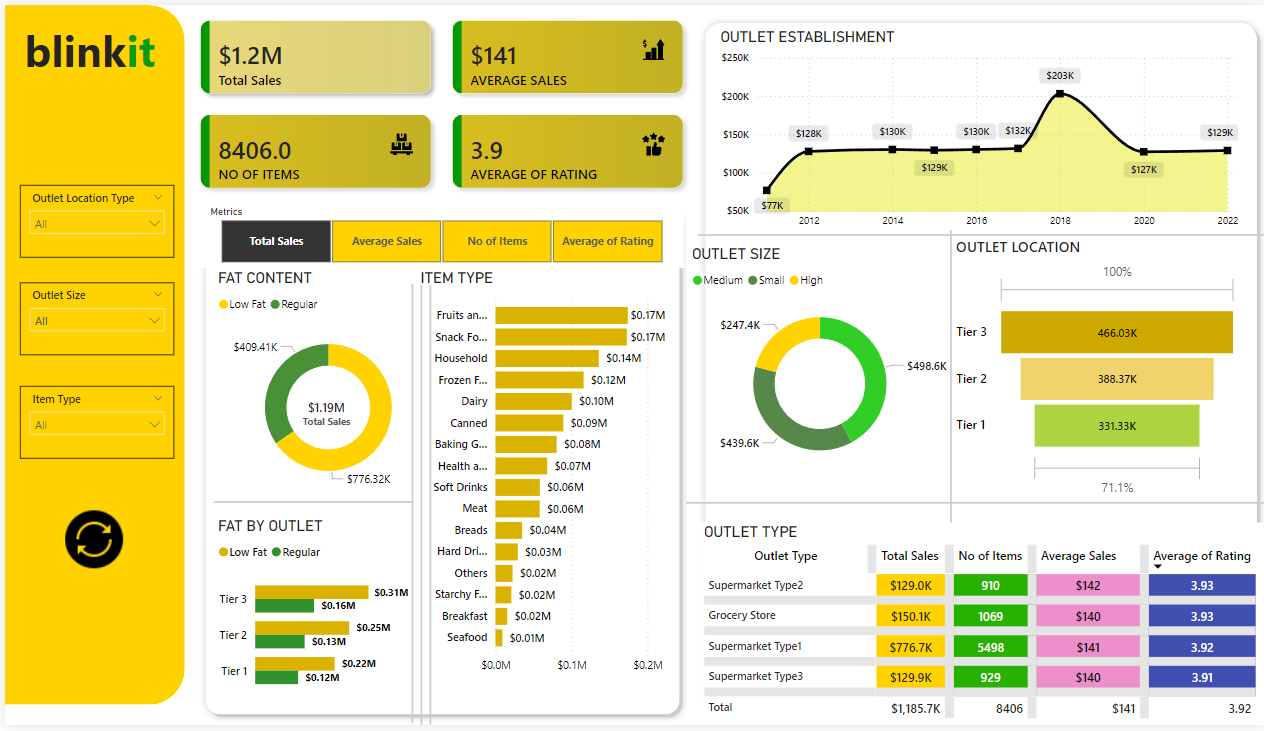 blinkit
Outlet Location Type
All
Outlet Size
All
Item Type
All
$1.2M
Total Sales
$141
AVERAGE SALES
8406.0
NO OF ITEMS
3.9
AVERAGE OF RATING
Metrics
Total Sales
Average Sales
No of Items
Average of Rating
FAT CONTENT
Low Fat Regular
$409.41K
$1.19M
Total Sales
$776.32K
FAT BY OUTLET
Low Fat Regular
Tier 3 $0.31M
$0.16M
Tier 2 $0.25M
$0.13M
Tier 1 $0.22M
$0.12M
ITEM TYPE
Fruits an... $0.17M
Snack Fo... $0.17M
Household $0.14M
Frozen F... $0.12M
Dairy $0.10M
Canned $0.09M
Baking G... $0.08M
Health a... $0.07M
Soft Drinks $0.06M
Meat $0.06M
Breads $0.04M
Hard Dri... $0.03M
Others $0.02M
Starchy F... $0.02M
Breakfast $0.02M
Seafood $0.01M
$0.0M $0.1M $0.2M
OUTLET ESTABLISHMENT
$250K
$200K
$150K
$100K
$50K
$77K
$128K
$130K
$129K
$130K
$132K
$203K
$127K
$129K
2012 2014 2016 2018 2020 2022
OUTLET SIZE
Medium Small High
$247.4K
$498.6K
$439.6K
OUTLET LOCATION
100%
Tier 3 466.03K
Tier 2 388.37K
Tier 1 331.33K
71.1%
OUTLET TYPE
Outlet Type Total Sales No of Items Average Sales Average of Rating
Supermarket Type2 $129.0K 910 $142 3.93
Grocery Store $150.1K 1069 $140 3.93
Supermarket Type1 $776.7K 5498 $141 3.92
Supermarket Type3 $129.9K 929 $140 3.91
Total $1,185.7K 8406 $141 3.92